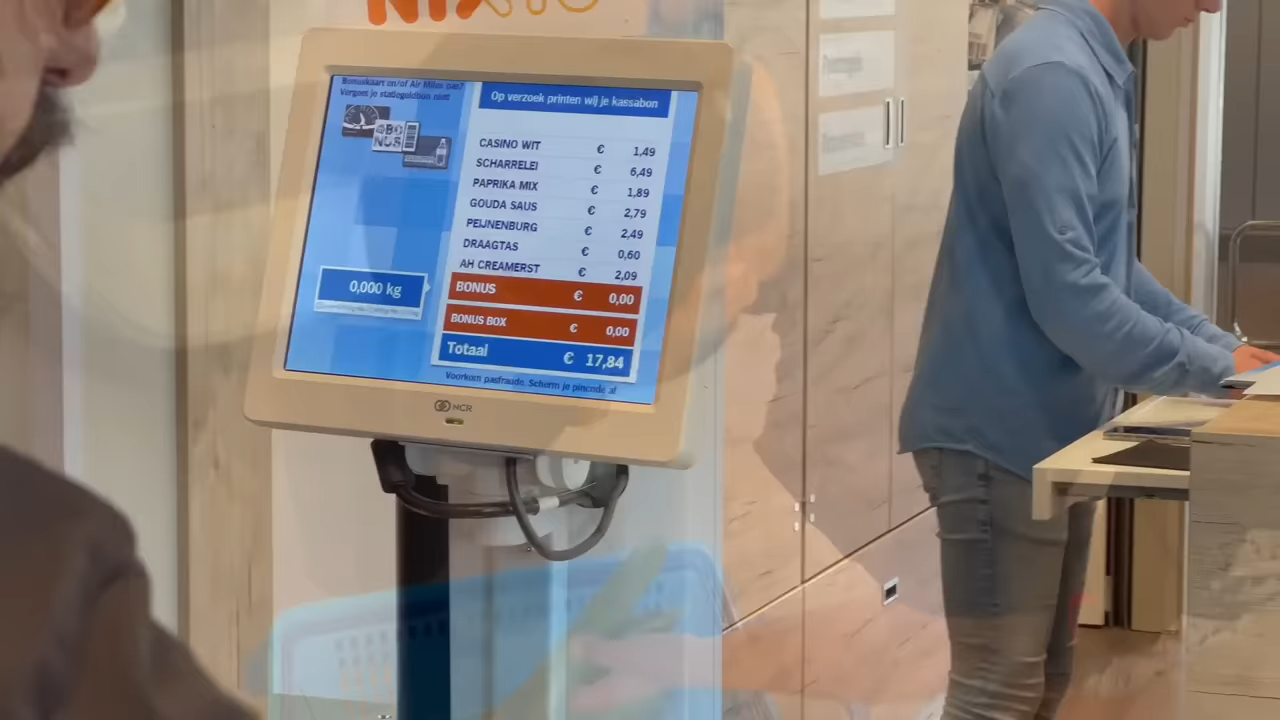 Bonuskaart en/of Air Miles pas?
Vergeet je statiegeldbon niet!
BO
NUS
Op verzoek printen wij je kassabon
CASINO WIT € 1,49
SCHARRELEI € 6,49
PAPRIKA MIX € 1,89
GOUDA SAUS € 2,79
PEIJNENBURG € 2,49
DRAAGTAS € 0,60
AH CREAMERST € 2,09
BONUS € 0,00
BONUS BOX € 0,00
Totaal € 17,84
0,000 kg
Voorkom pasfraude. Scherm je pincode af
NCR